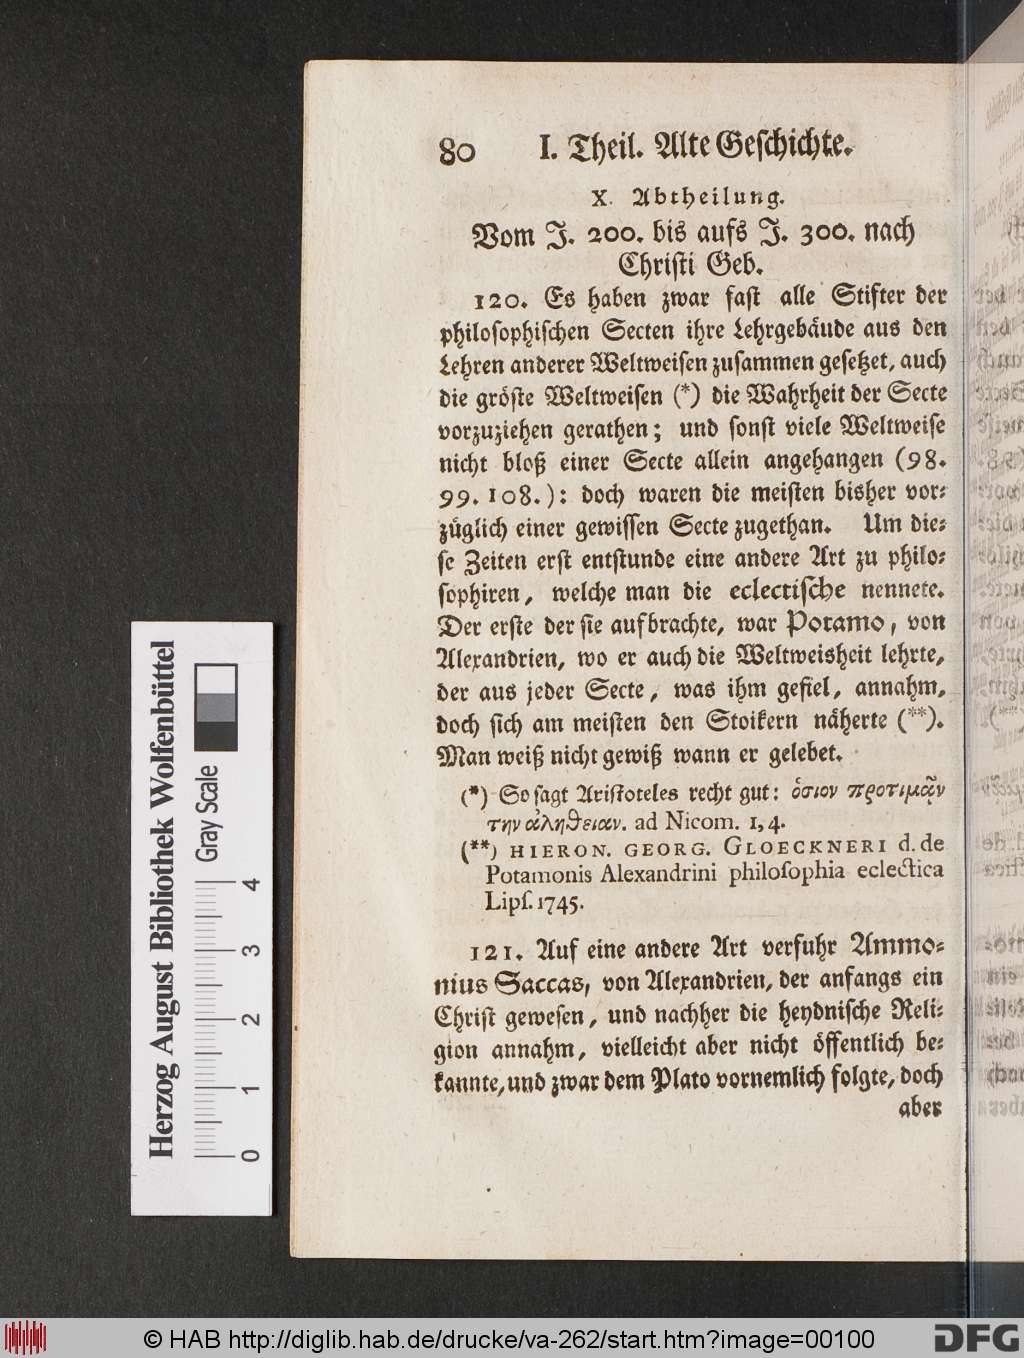 80 I. Theil. Alte Geschichte.
X. Abtheilung.
Vom J. 200. bis aufs J. 300. nach
Christi Geb.
120. Es haben zwar fast alle Stifter der
philosophischen Secten ihre Lehrgebäude aus den
Lehren anderer Weltweisen zusammen gesetzet, auch
die gröste Weltweisen (*) die Wahrheit der Secte
vorzuziehen gerathen; und sonst viele Weltweise
nicht bloß einer Secte allein angehangen (98.
99. 108.): doch waren die meisten bisher vor⸗
züglich einer gewissen Secte zugethan. Um die⸗
se Zeiten erst entstunde eine andere Art zu philo⸗
sophiren, welche man die eclectische nennete.
Der erste der sie aufbrachte, war Potamo, von
Alexandrien, wo er auch die Weltweisheit lehrte,
der aus jeder Secte, was ihm gefiel, annahm,
doch sich am meisten den Stoikern näherte (**).
Man weiß nicht gewiß wann er gelebet.
(*) So sagt Aristoteles recht gut: ὁσιον προτιμᾷν
την ἀληθειαν. ad Nicom. 1, 4.
(**) HIERON. GEORG. GLOECKNERI d. de
Potamonis Alexandrini philoſophia eclectica
Lipſ. 1745.
121. Auf eine andere Art verfuhr Ammo⸗
nius Saccas, von Alexandrien, der anfangs ein
Christ gewesen, und nachher die heydnische Reli⸗
gion annahm, vielleicht aber nicht öffentlich be⸗
kannte, und zwar dem Plato vornemlich folgte, doch
aber
Herzog August Bibliothek Wolfenbüttel
Gray Scale
0 1 2 3 4
© HAB http://diglib.hab.de/drucke/va-262/start.htm?image=00100
DFG